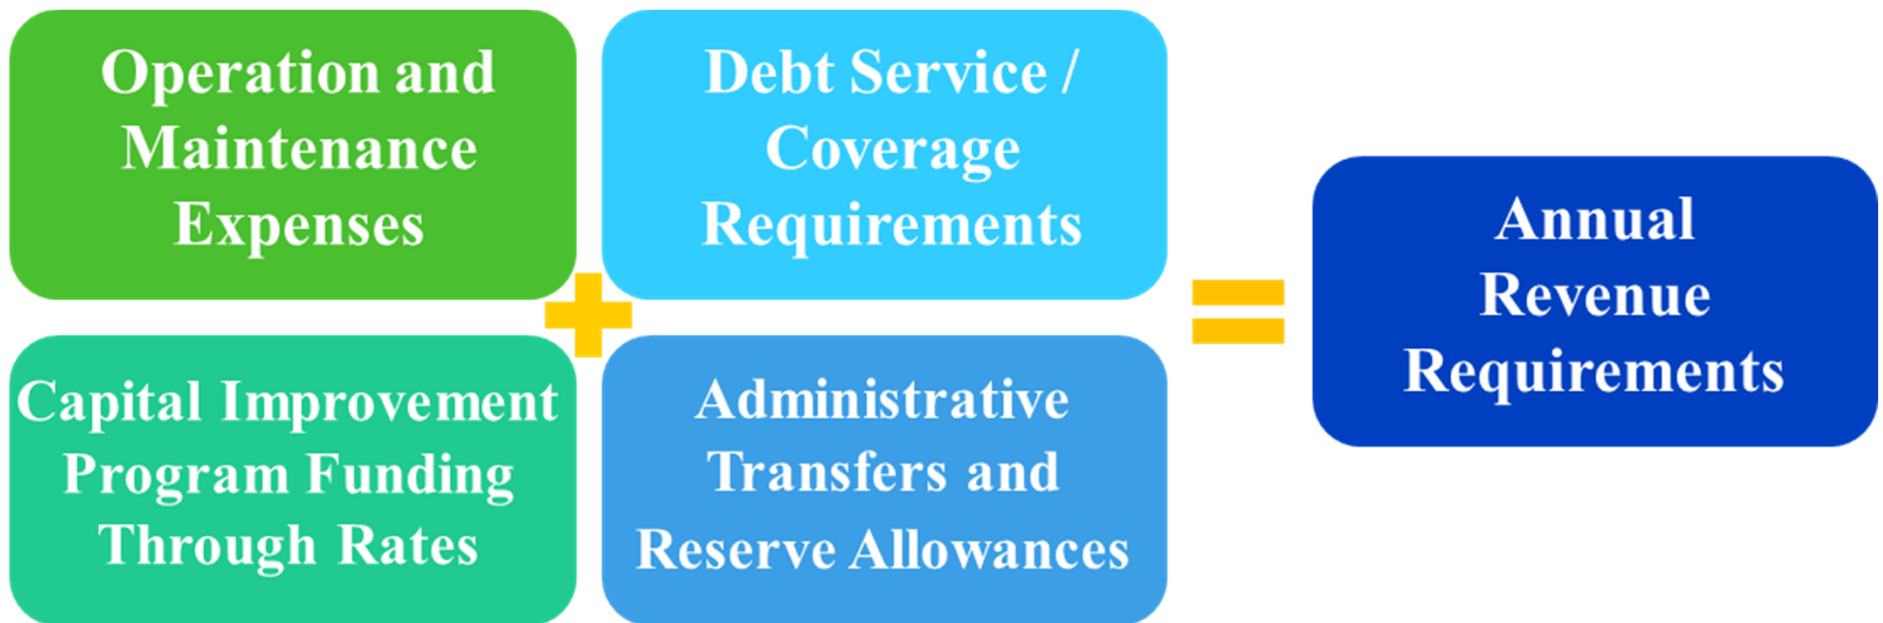 Operation and
Maintenance
Expenses
Debt Service /
Coverage
Requirements
Capital Improvement
Program Funding
Through Rates
Administrative
Transfers and
Reserve Allowances
Annual
Revenue
Requirements